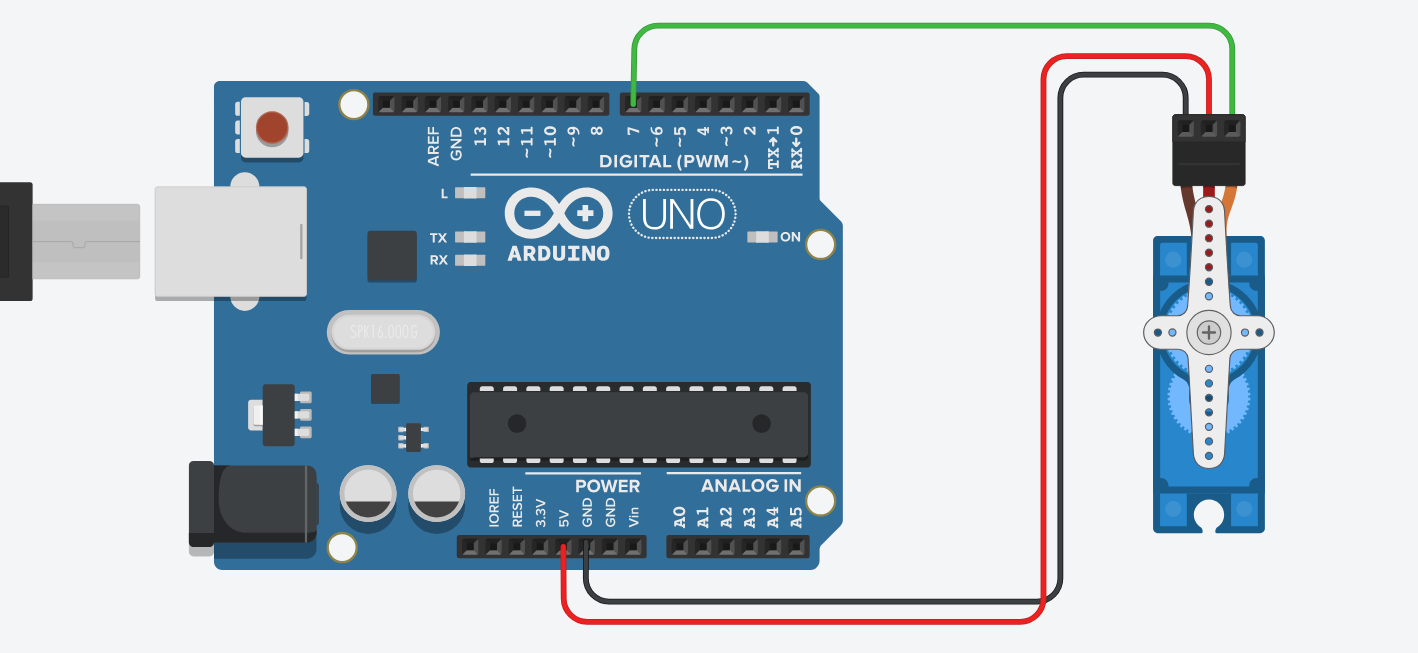 AREF
GND
13
12
~11
~10
~9
8
7
~6
~5
4
~3
2
TX→1
RX←0
DIGITAL (PWM~)
L
TX
RX
ARDUINO
UNO
ON
SPK16.000G
POWER
ANALOG IN
IOREF
RESET
3.3V
5V
GND
GND
Vin
A0
A1
A2
A3
A4
A5